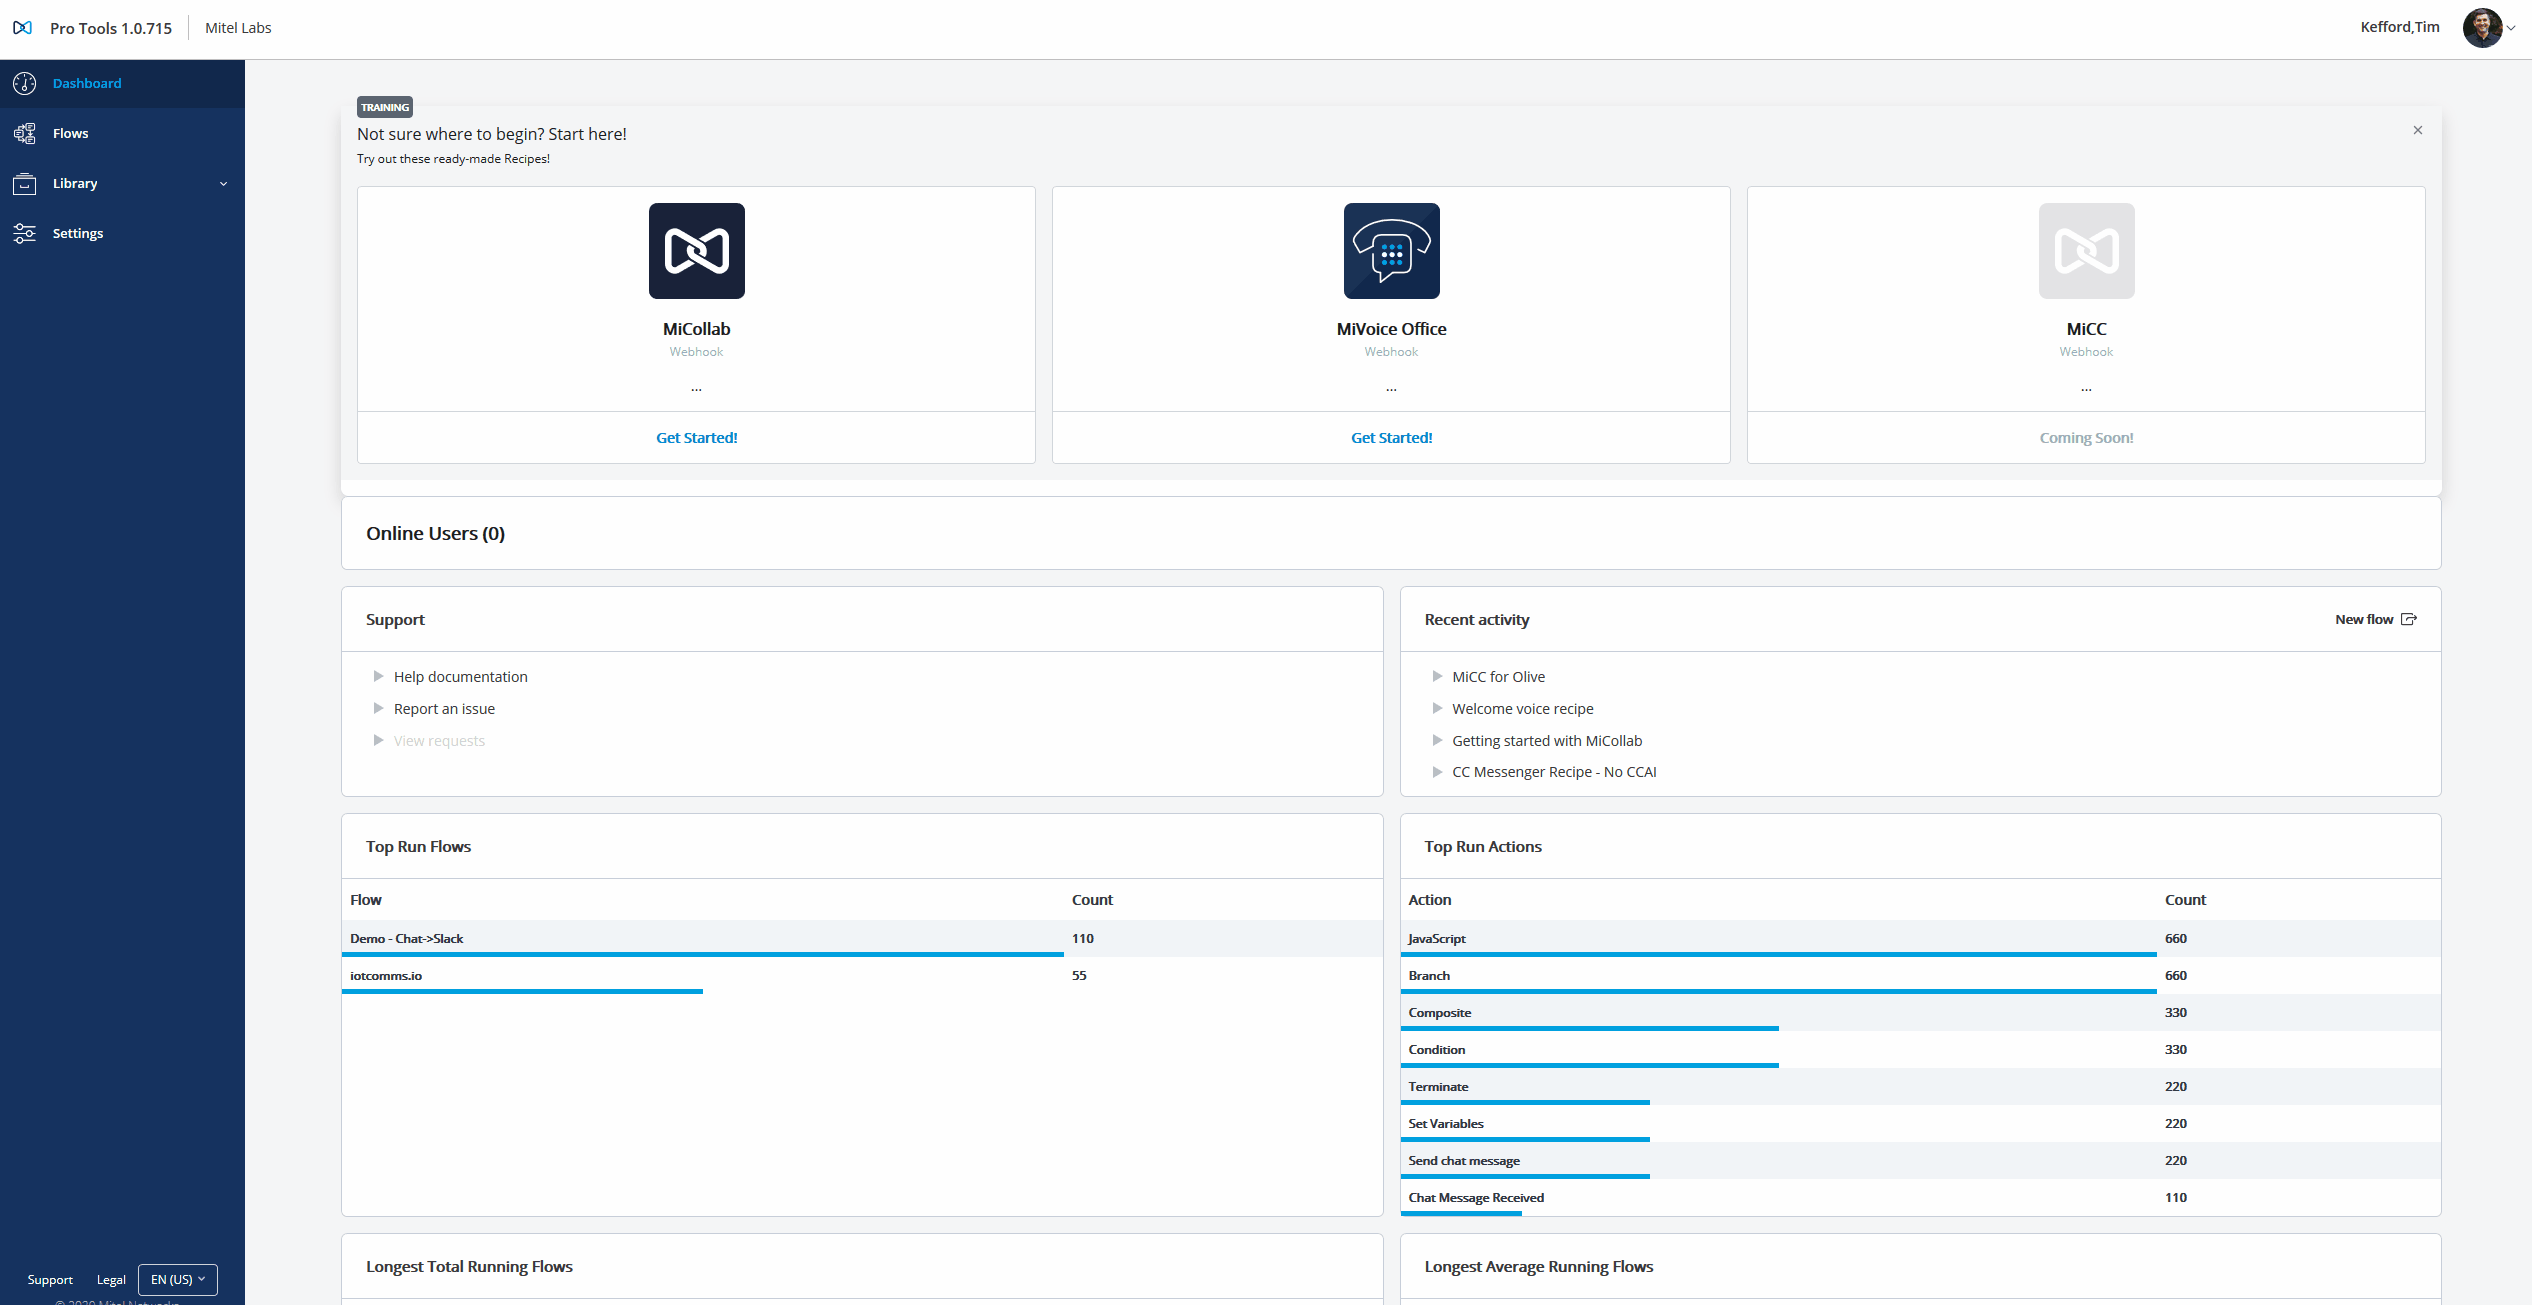 Pro Tools 1.0.715
Mitel Labs
Kefford,Tim
Dashboard
Flows
Library
Settings
TRAINING
Not sure where to begin? Start here!
Try out these ready-made Recipes!
MiCollab
Webhook
...
Get Started!
MiVoice Office
Webhook
...
Get Started!
MiCC
Webhook
...
Coming Soon!
Online Users (0)
Support
Help documentation
Report an issue
View requests
Recent activity
New flow
MiCC for Olive
Welcome voice recipe
Getting started with MiCollab
CC Messenger Recipe - No CCAI
Top Run Flows
Flow Count
Demo - Chat->Slack 110
iotcomms.io 55
Top Run Actions
Action Count
JavaScript 660
Branch 660
Composite 330
Condition 330
Terminate 220
Set Variables 220
Send chat message 220
Chat Message Received 110
Longest Total Running Flows
Longest Average Running Flows
Support Legal EN (US)
© 2020 Mitel Networks